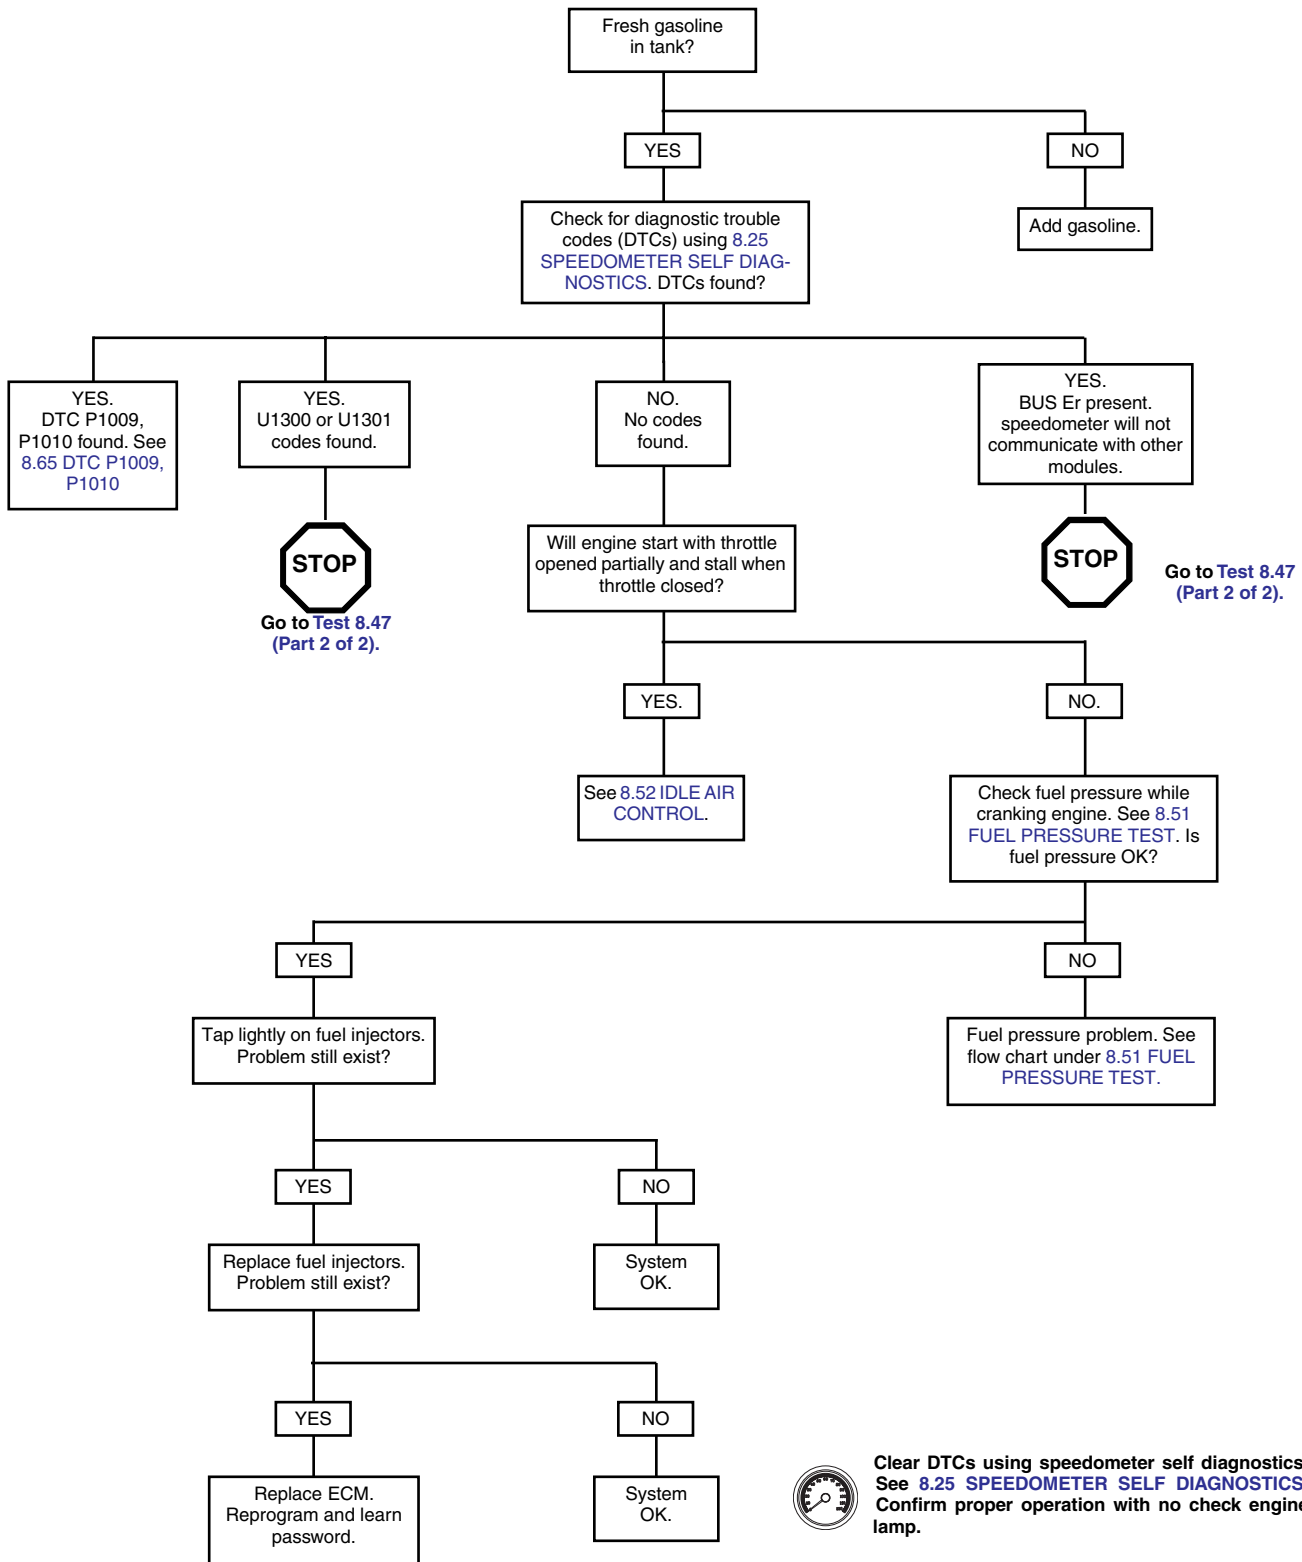 Fresh gasoline
in tank?
YES
NO
Check for diagnostic trouble
codes (DTCs) using 8.25
SPEEDOMETER SELF DIAG-
NOSTICS. DTCs found?
Add gasoline.
YES.
DTC P1009,
P1010 found. See
8.65 DTC P1009,
P1010
YES.
U1300 or U1301
codes found.
NO.
No codes
found.
YES.
BUS Er present.
speedometer will not
communicate with other
modules.
STOP
Go to Test 8.47
(Part 2 of 2).
Will engine start with throttle
opened partially and stall when
throttle closed?
STOP
Go to Test 8.47
(Part 2 of 2).
YES.
NO.
See 8.52 IDLE AIR
CONTROL.
Check fuel pressure while
cranking engine. See 8.51
FUEL PRESSURE TEST. Is
fuel pressure OK?
YES
NO
Tap lightly on fuel injectors.
Problem still exist?
Fuel pressure problem. See
flow chart under 8.51 FUEL
PRESSURE TEST.
YES
NO
Replace fuel injectors.
Problem still exist?
System
OK.
YES
NO
Replace ECM.
Reprogram and learn
password.
System
OK.
Clear DTCs using speedometer self diagnostics
See 8.25 SPEEDOMETER SELF DIAGNOSTICS
Confirm proper operation with no check engine
lamp.